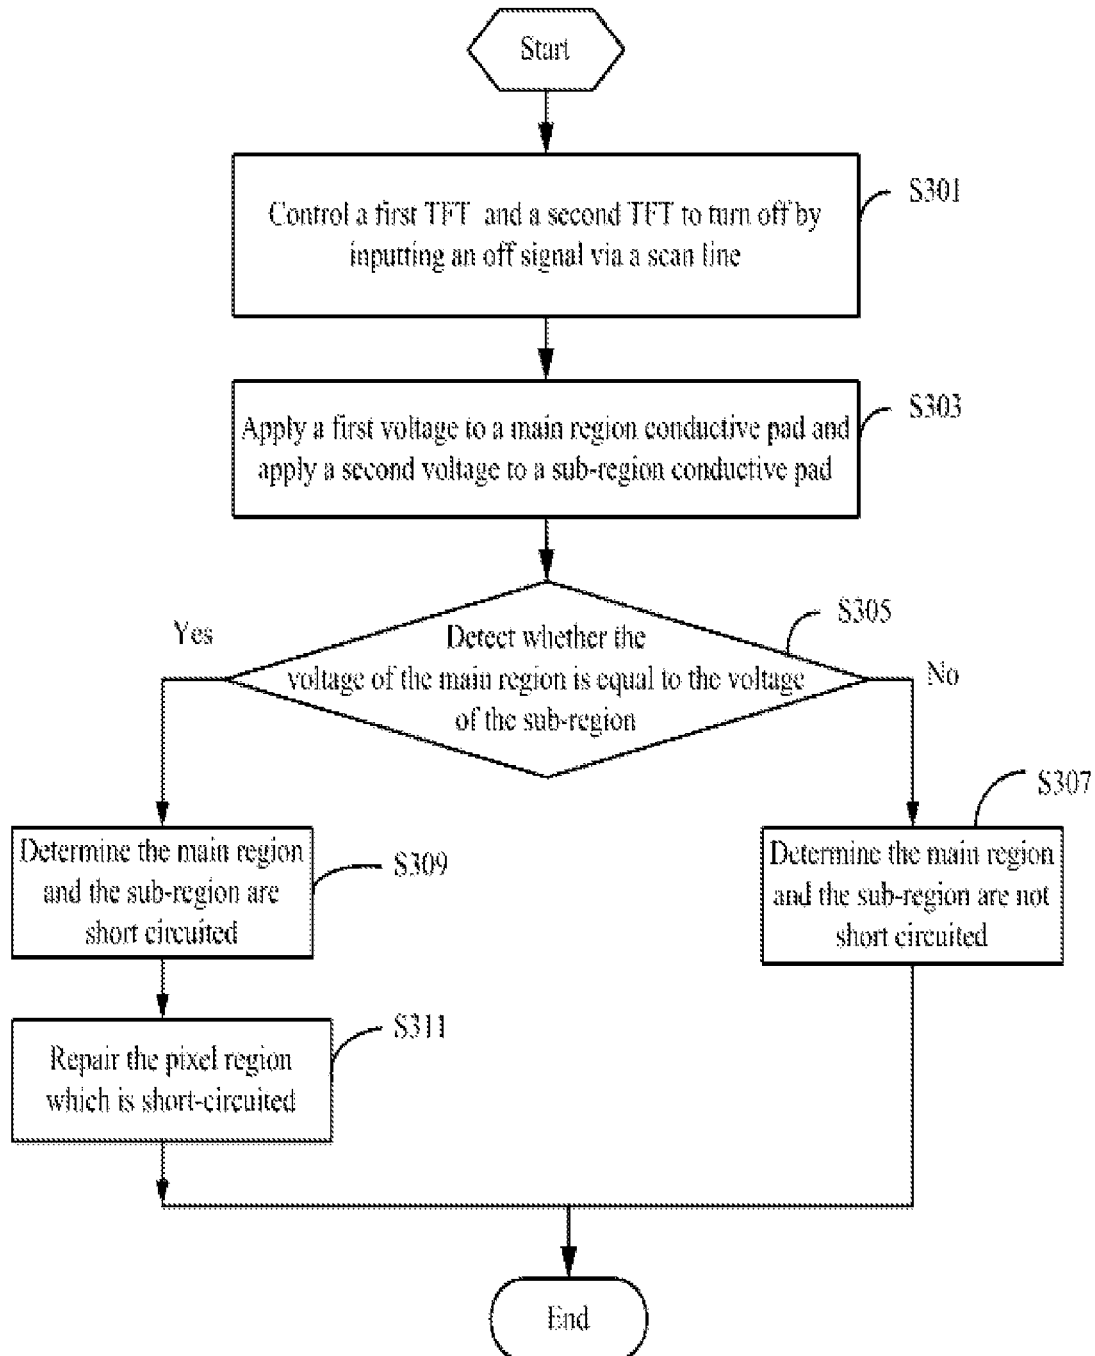 Start
Control a first TFT and a second TFT to turn off by
inputting an off signal via a scan line
S301
Apply a first voltage to a main region conductive pad and
apply a second voltage to a sub-region conductive pad
S303
Detect whether the
voltage of the main region is equal to the voltage
of the sub-region
S305
Yes
No
S307
Determine the main region
and the sub-region are
short circuited
S309
Determine the main region
and the sub-region are not
short circuited
Repair the pixel region
which is short-circuited
S311
End